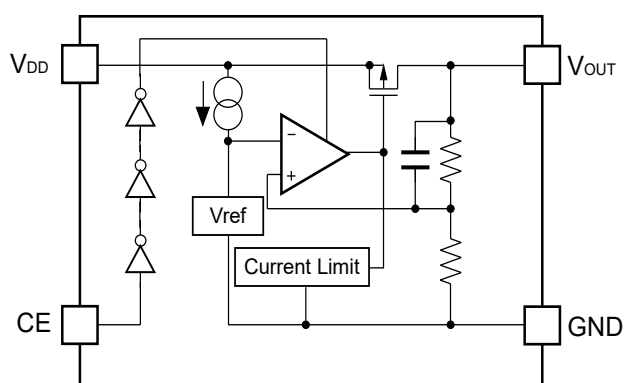 VDD
VOUT
−
+
Vref
Current Limit
CE
GND